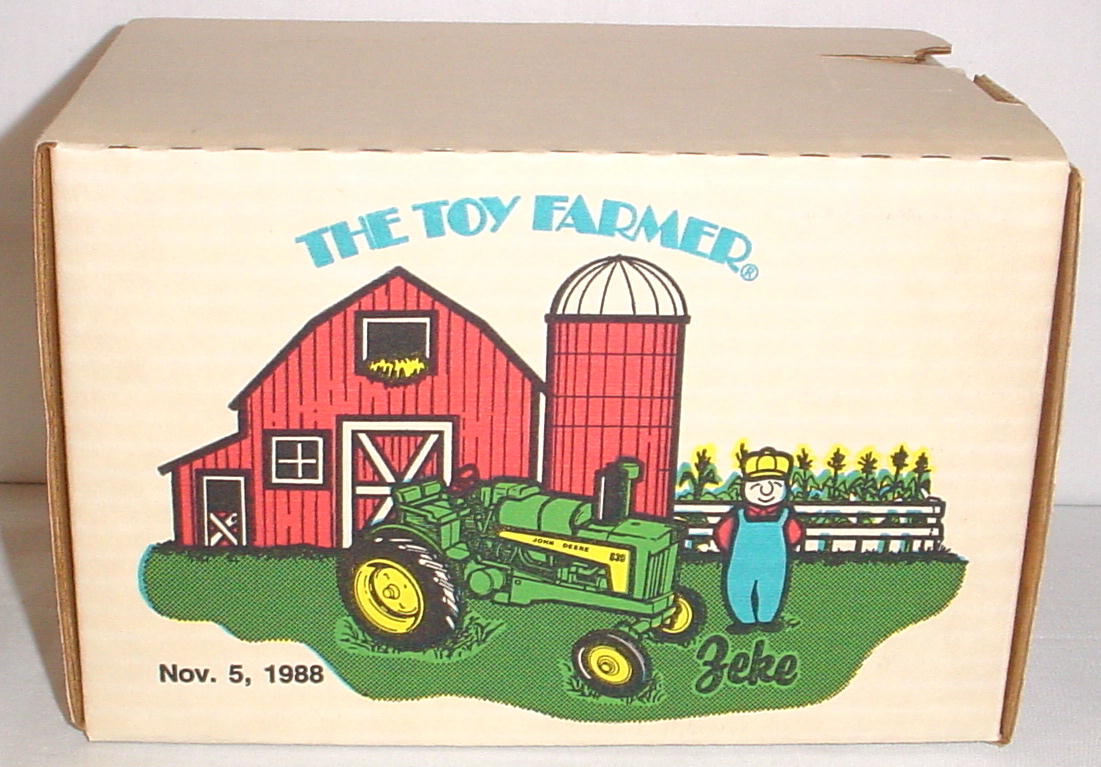 THE TOY FARMER®
JOHN DEERE 630
Zeke
Nov. 5, 1988